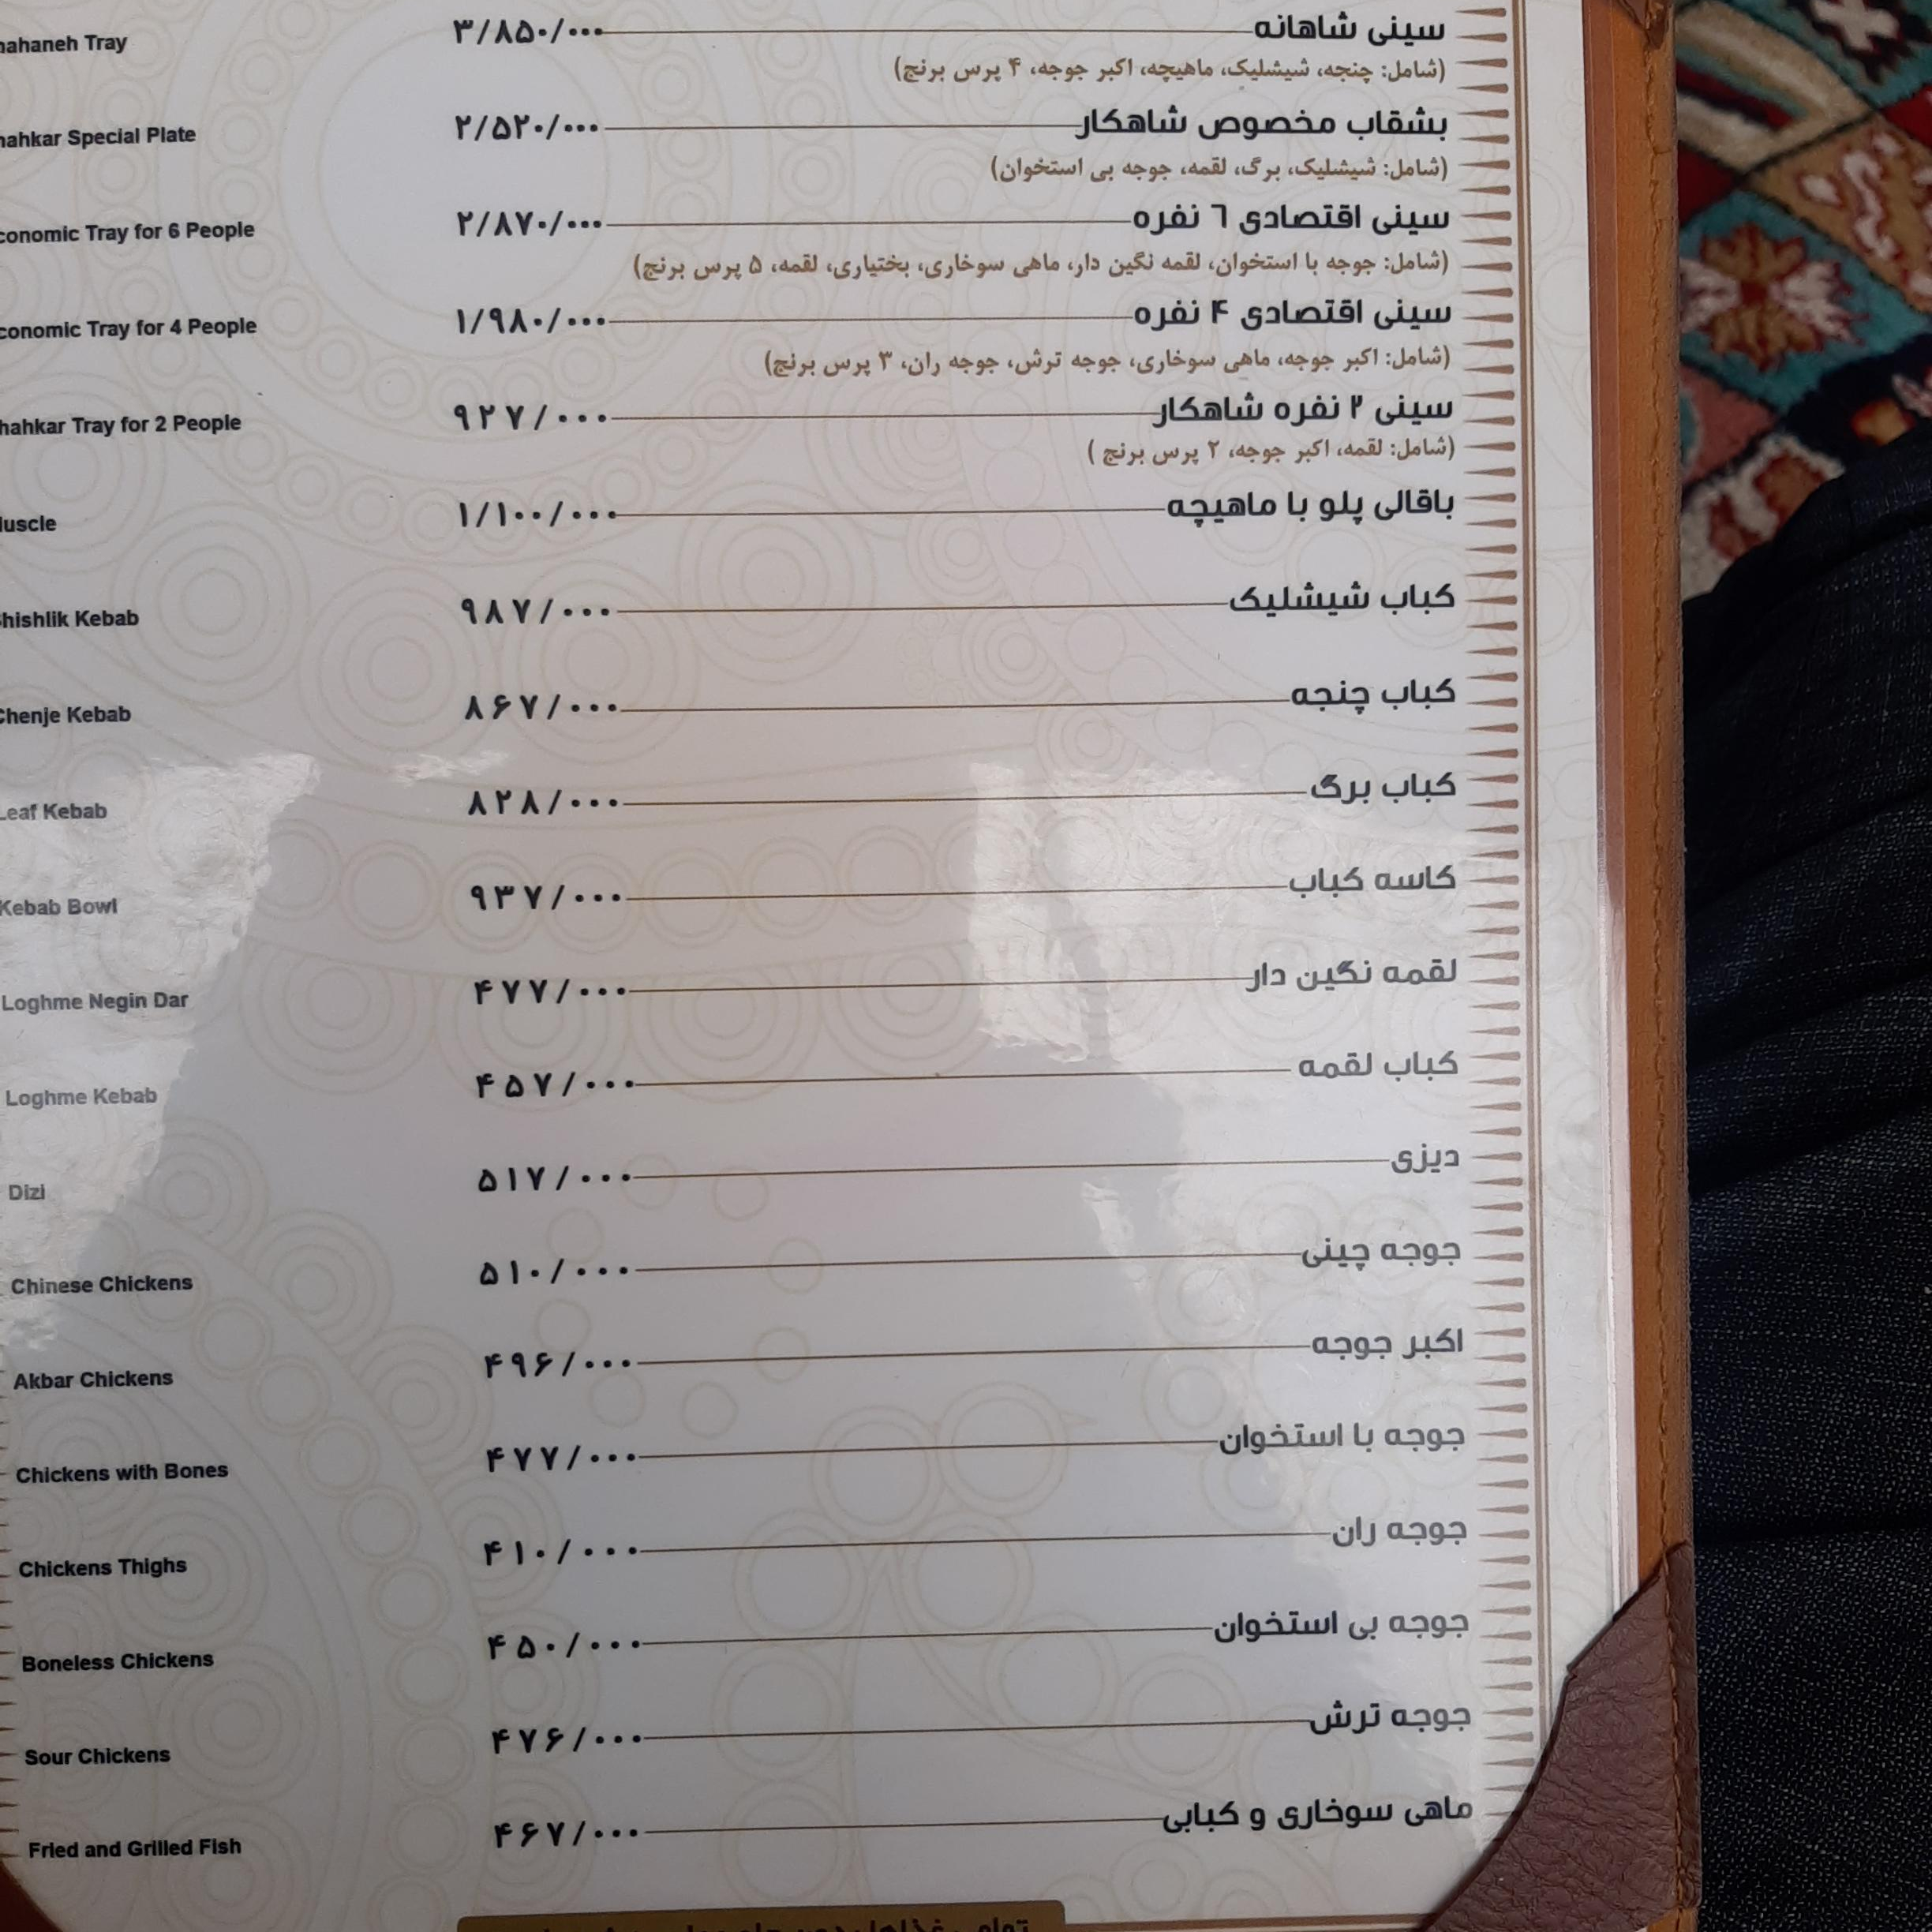 سینی شاهانه ۳/۸۵۰/۰۰۰ Tray
(شامل: چنجه، شیشلیک، ماهیچه، اکبر جوجه، ۴ پرس برنج)
بشقاب مخصوص شاهکار ۲/۵۲۰/۰۰۰ Special Plate
(شامل: شیشلیک، برگ، لقمه، جوجه بی استخوان)
سینی اقتصادی ٦ نفره ۲/۸۷۰/۰۰۰ conomic Tray for 6 People
(شامل: جوجه با استخوان، لقمه نگین دار، ماهی سوخاری، بختیاری، لقمه، ۵ پرس برنج)
سینی اقتصادی ۴ نفره ۱/۹۸۰/۰۰۰ conomic Tray for 4 People
(شامل: اکبر جوجه، ماهی سوخاری، جوجه ترش، جوجه ران، ۳ پرس برنج)
سینی ۲ نفره شاهکار ۹۲۷/۰۰۰ hahkar Tray for 2 People
(شامل: لقمه، اکبر جوجه، ۲ پرس برنج )
باقالی پلو با ماهیچه ۱/۱۰۰/۰۰۰ uscle
کباب شیشلیک ۹۸۷/۰۰۰ hishlik Kebab
کباب چنجه ۸۶۷/۰۰۰ Chenje Kebab
کباب برگ ۸۲۸/۰۰۰ Leaf Kebab
کاسه کباب ۹۳۷/۰۰۰ Kebab Bowl
لقمه نگین دار ۴۷۷/۰۰۰ Loghme Negin Dar
کباب لقمه ۴۵۷/۰۰۰ Loghme Kebab
دیزی ۵۱۷/۰۰۰ Dizi
جوجه چینی ۵۱۰/۰۰۰ Chinese Chickens
اکبر جوجه ۴۹۶/۰۰۰ Akbar Chickens
جوجه با استخوان ۴۷۷/۰۰۰ Chickens with Bones
جوجه ران ۴۱۰/۰۰۰ Chickens Thighs
جوجه بی استخوان ۴۵۰/۰۰۰ Boneless Chickens
جوجه ترش ۴۷۶/۰۰۰ Sour Chickens
ماهی سوخاری و کبابی ۴۶۷/۰۰۰ Fried and Grilled Fish